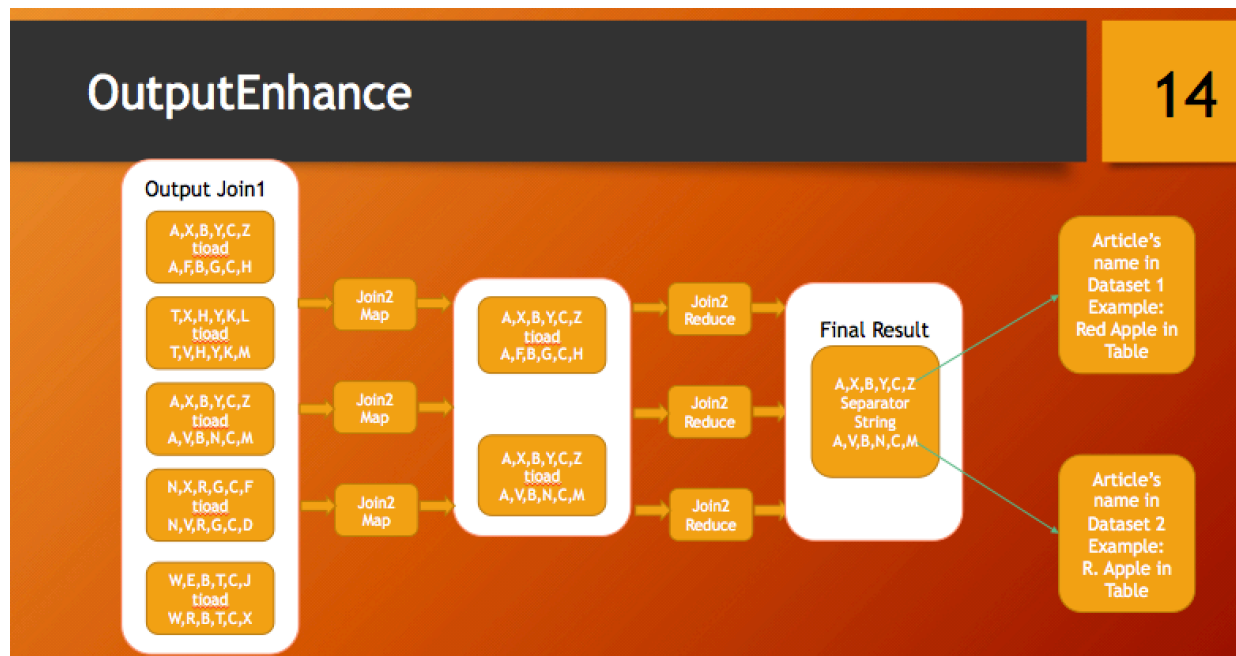 OutputEnhance
14
Output Join1
A,X,B,Y,C,Z
tioad
A,F,B,G,C,H
T,X,H,Y,K,L
tioad
T,V,H,Y,K,M
A,X,B,Y,C,Z
tioad
A,V,B,N,C,M
N,X,R,G,C,F
tioad
N,V,R,G,C,D
W,E,B,T,C,J
tioad
W,R,B,T,C,X
Join2
Map
Join2
Map
Join2
Map
A,X,B,Y,C,Z
tioad
A,F,B,G,C,H
A,X,B,Y,C,Z
tioad
A,V,B,N,C,M
Join2
Reduce
Join2
Reduce
Join2
Reduce
Final Result
A,X,B,Y,C,Z
Separator
String
A,V,B,N,C,M
Article's
name in
Dataset 1
Example:
Red Apple in
Table
Article's
name in
Dataset 2
Example:
R. Apple in
Table